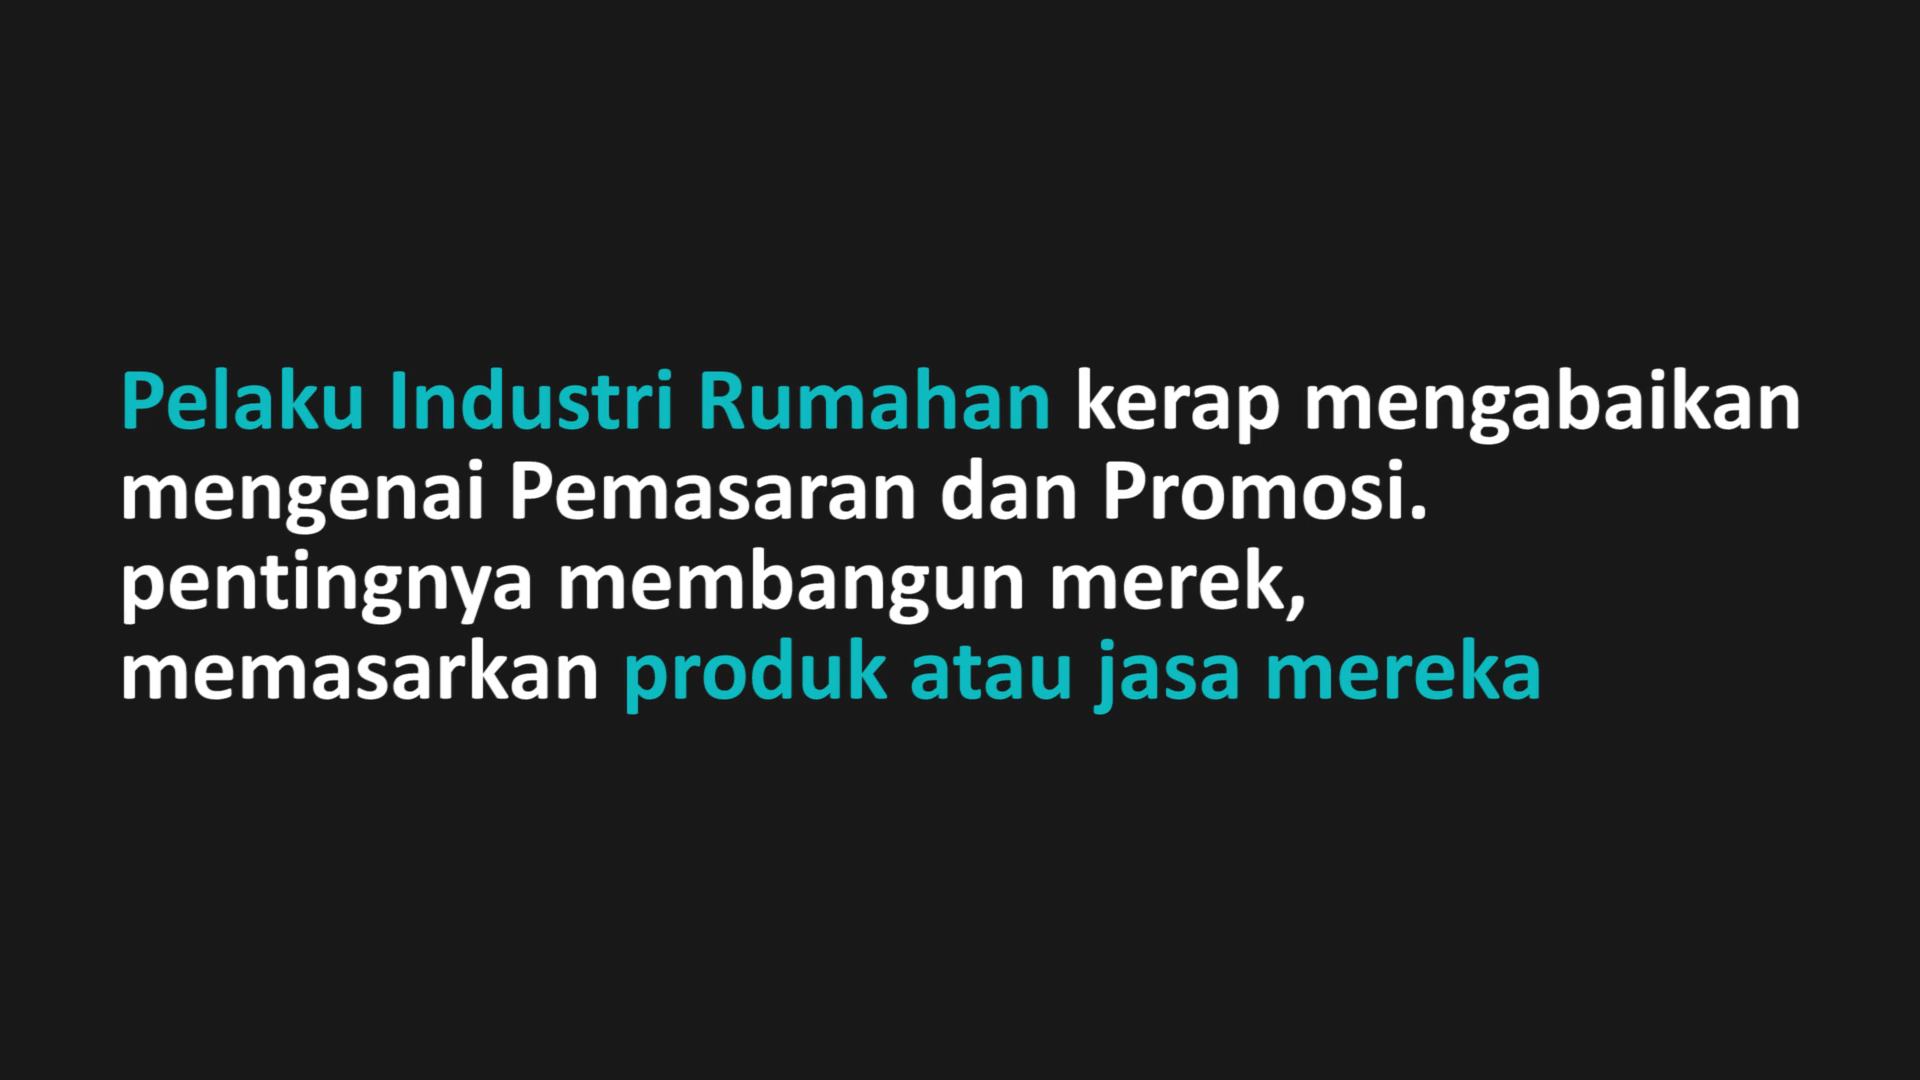 Pelaku Industri Rumahan kerap mengabaikan
mengenai Pemasaran dan Promosi.
pentingnya membangun merek,
memasarkan produk atau jasa mereka